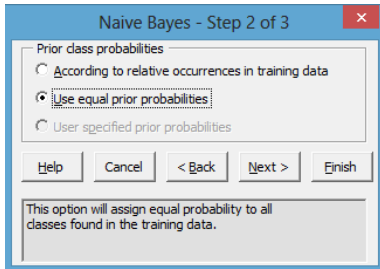 Naive Bayes - Step 2 of 3
Prior class probabilities
According to relative occurrences in training data
Use equal prior probabilities
User specified prior probabilities
Help Cancel < Back Next > Finish
This option will assign equal probability to all
classes found in the training data.